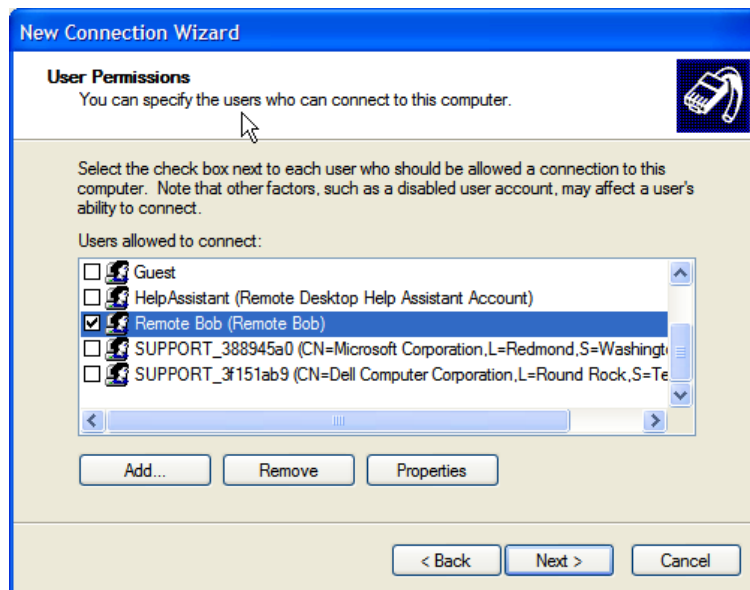 New Connection Wizard
User Permissions
You can specify the users who can connect to this computer.
Select the check box next to each user who should be allowed a connection to this
computer. Note that other factors, such as a disabled user account, may affect a user's
ability to connect.
Users allowed to connect:
Guest
HelpAssistant (Remote Desktop Help Assistant Account)
Remote Bob (Remote Bob)
SUPPORT_388945a0 (CN=Microsoft Corporation,L=Redmond,S=Washingt
SUPPORT_3f151ab9 (CN=Dell Computer Corporation,L=Round Rock,S=Te
Add... Remove Properties
< Back Next > Cancel